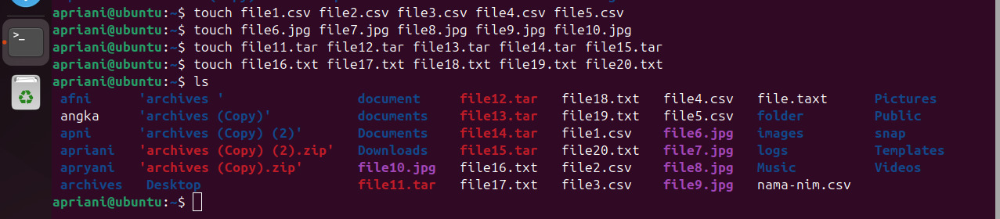 apriani@ubuntu:~$ touch file1.csv file2.csv file3.csv file4.csv file5.csv
apriani@ubuntu:~$ touch file6.jpg file7.jpg file8.jpg file9.jpg file10.jpg
apriani@ubuntu:~$ touch file11.tar file12.tar file13.tar file14.tar file15.tar
apriani@ubuntu:~$ touch file16.txt file17.txt file18.txt file19.txt file20.txt
apriani@ubuntu:~$ ls
afni 'archives ' document file12.tar file18.txt file4.csv file.taxt Pictures
angka 'archives (Copy)' documents file13.tar file19.txt file5.csv folder Public
apni 'archives (Copy) (2)' Documents file14.tar file1.csv file6.jpg images snap
apriani 'archives (Copy) (2).zip' Downloads file15.tar file20.txt file7.jpg logs Templates
apryani 'archives (Copy).zip' file10.jpg file16.txt file2.csv file8.jpg Music Videos
archives Desktop file11.tar file17.txt file3.csv file9.jpg nama-nim.csv
apriani@ubuntu:~$